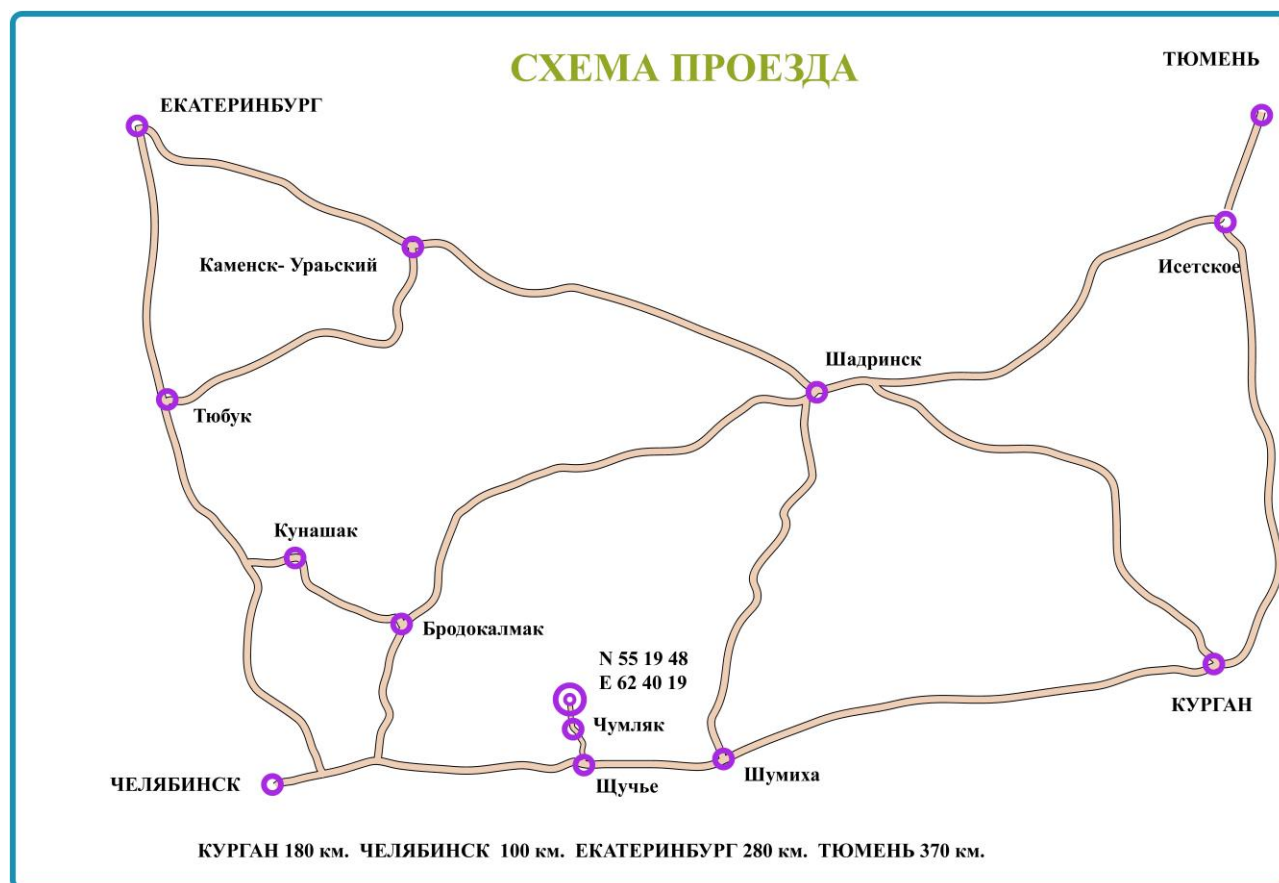 СХЕМА ПРОЕЗДА
ТЮМЕНЬ
ЕКАТЕРИНБУРГ
Каменск- Ураьский
Исетское
Шадринск
Тюбук
Кунашак
Бродокалмак
N 55 19 48
E 62 40 19
Чумляк
КУРГАН
Шумиха
ЧЕЛЯБИНСК
Щучье
КУРГАН 180 км. ЧЕЛЯБИНСК 100 км. ЕКАТЕРИНБУРГ 280 км. ТЮМЕНЬ 370 км.